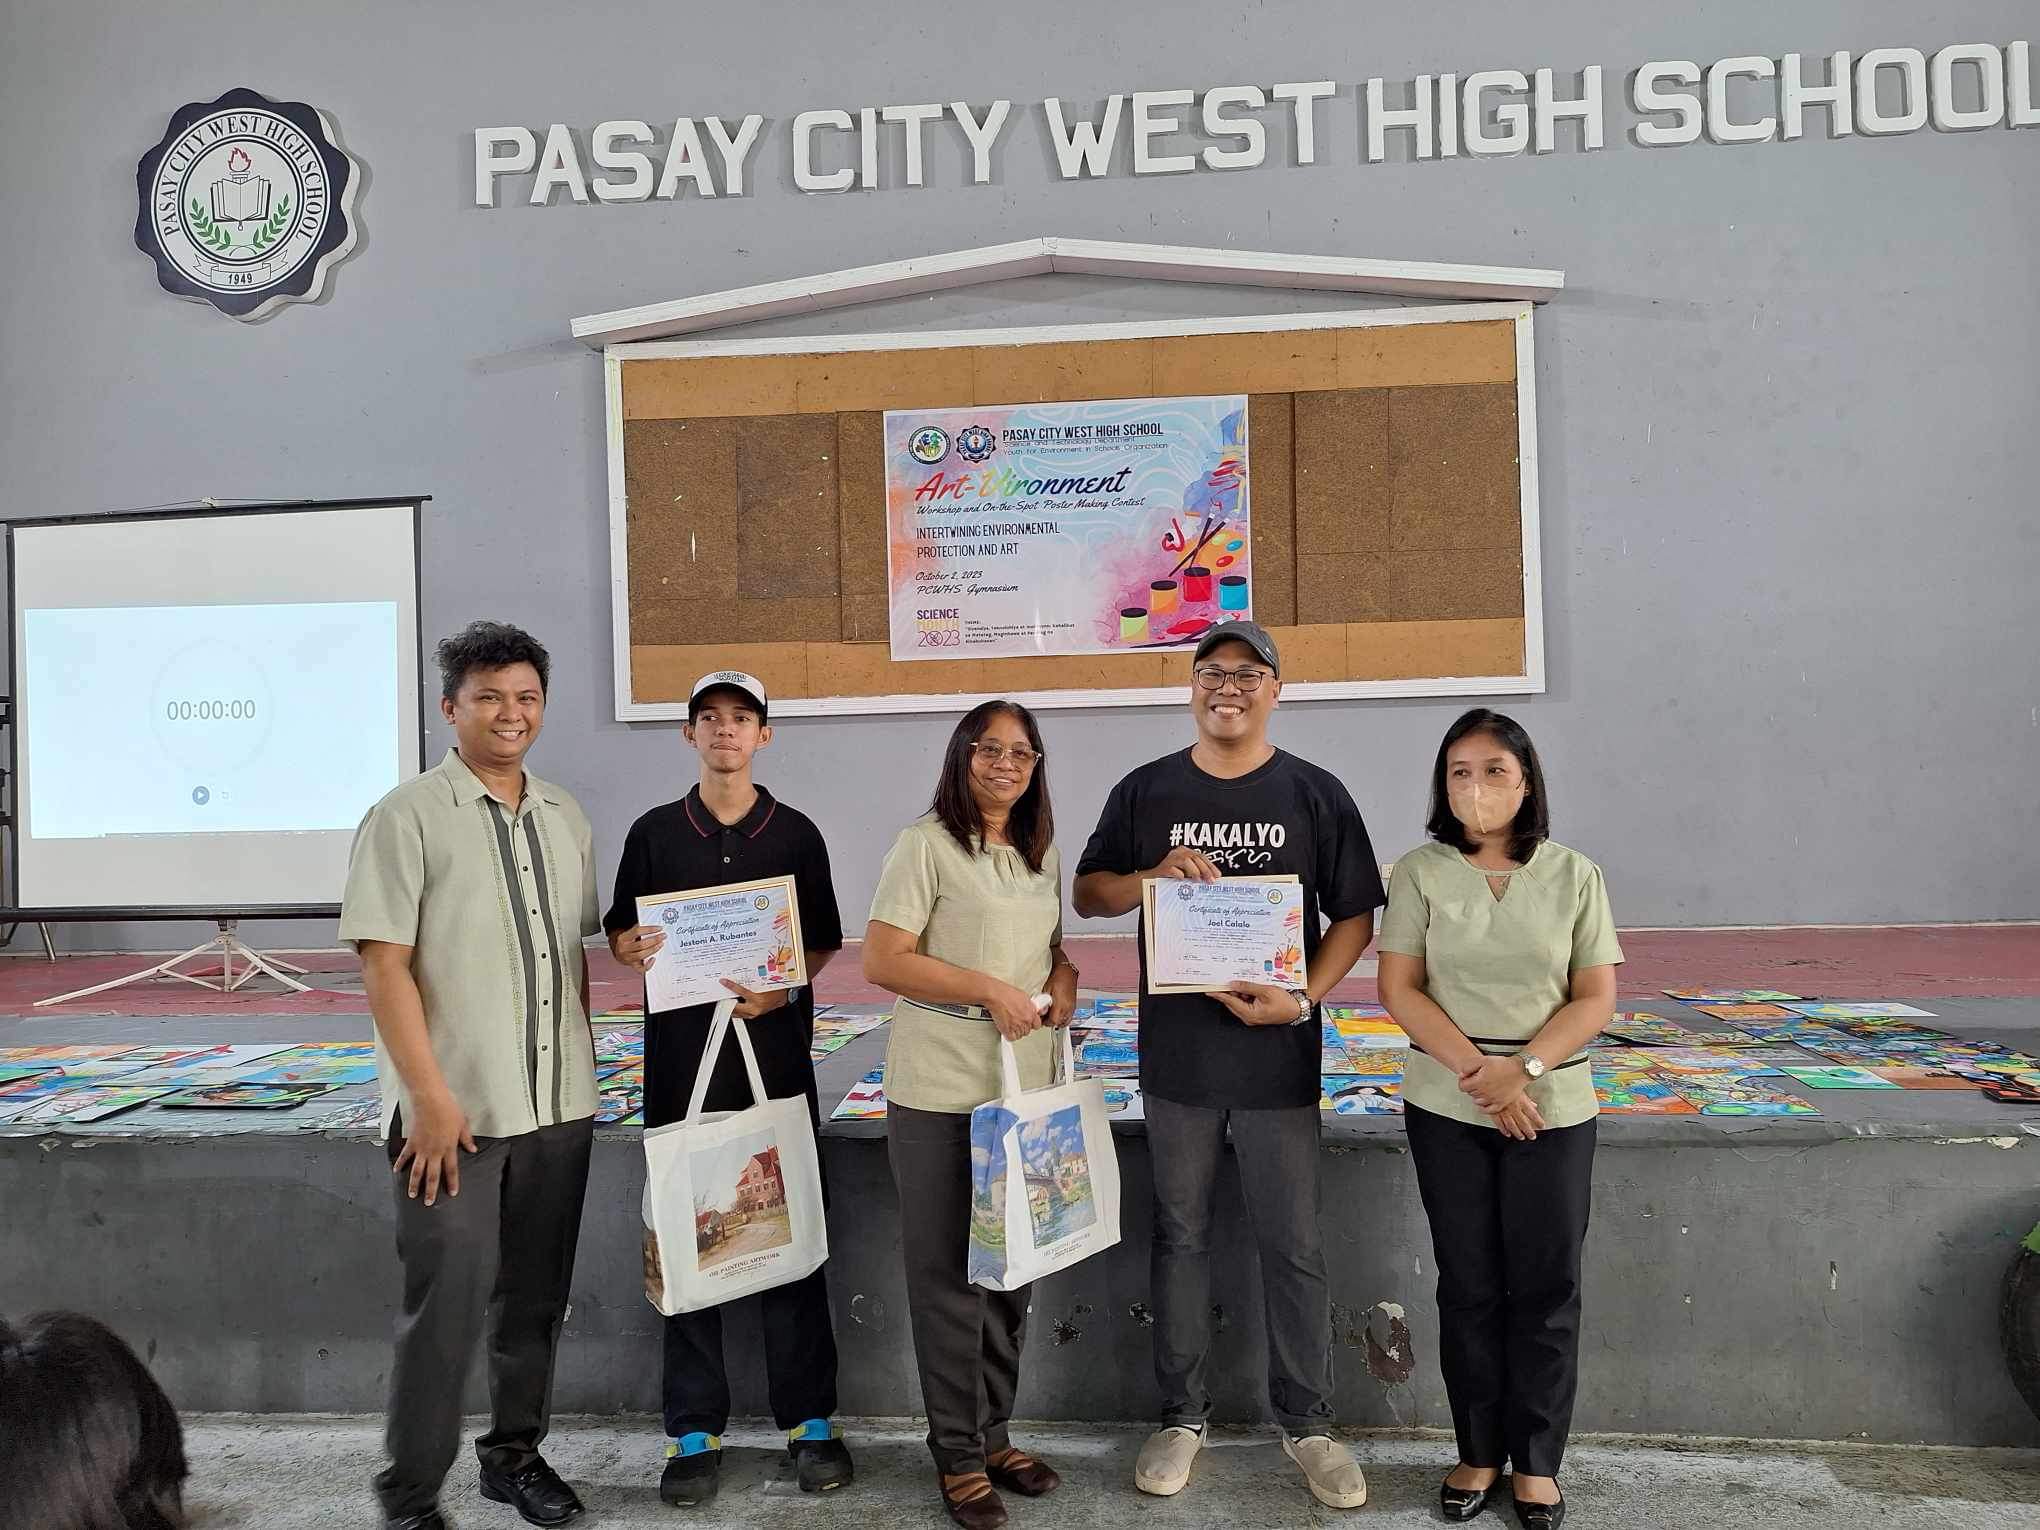 PASAY CITY WEST HIGH SCHOOL
PASAY CITY WEST HIGH SCHOOL
1949
PASAY CITY WEST HIGH SCHOOL
Science and Technology Department
Youth for Environment in Schools Organization
Art-Vironment
Workshop and On-the-Spot Poster Making Contest
INTERTWINING ENVIRONMENTAL
PROTECTION AND ART
October 2, 2023
PCWHS Gymnasium
SCIENCE
MONTH
2023
THEME:
00:00:00
#KAKALYO
PASAY CITY WEST HIGH SCHOOL
Certificate of Appreciation
Jestoni A. Rubantes
PASAY CITY WEST HIGH SCHOOL
Certificate of Appreciation
Joel Calalo
OIL PAINTING ARTWORK
OIL PAINTING ARTWORK